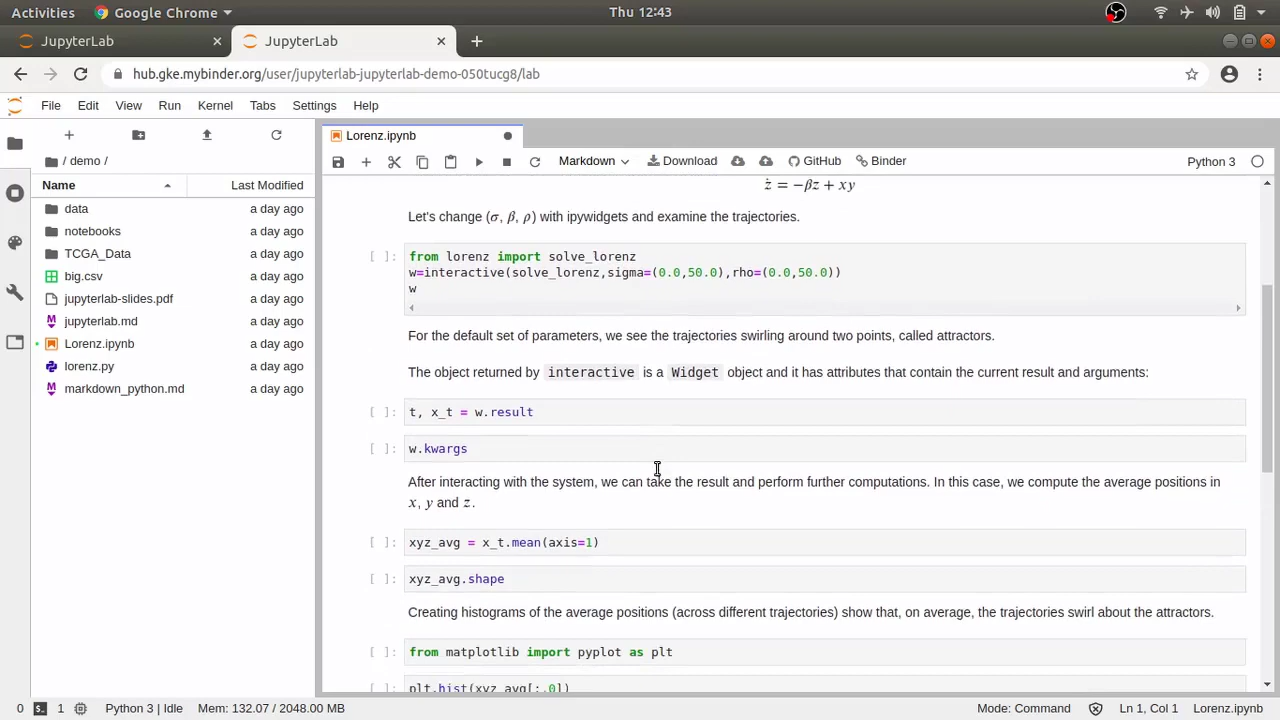 Activities Google Chrome Thu 12:43
JupyterLab JupyterLab
hub.gke.mybinder.org/user/jupyterlab-jupyterlab-demo-050tucg8/lab
File Edit View Run Kernel Tabs Settings Help
Lorenz.ipynb
/ demo /
Markdown Download GitHub Binder Python 3
Name Last Modified
data a day ago
notebooks a day ago
TCGA_Data a day ago
big.csv a day ago
jupyterlab-slides.pdf a day ago
jupyterlab.md a day ago
Lorenz.ipynb a day ago
lorenz.py a day ago
markdown_python.md a day ago
ż = −βz + xy
Let's change (σ, β, ρ) with ipywidgets and examine the trajectories.
[ ]: from lorenz import solve_lorenz
w=interactive(solve_lorenz,sigma=(0.0,50.0),rho=(0.0,50.0))
w
For the default set of parameters, we see the trajectories swirling around two points, called attractors.
The object returned by interactive is a Widget object and it has attributes that contain the current result and arguments:
[ ]: t, x_t = w.result
[ ]: w.kwargs
After interacting with the system, we can take the result and perform further computations. In this case, we compute the average positions in
x, y and z.
[ ]: xyz_avg = x_t.mean(axis=1)
[ ]: xyz_avg.shape
Creating histograms of the average positions (across different trajectories) show that, on average, the trajectories swirl about the attractors.
[ ]: from matplotlib import pyplot as plt
[ ]: plt.hist(xyz_avg[:,0])
0 1 Python 3 | Idle Mem: 132.07 / 2048.00 MB Mode: Command Ln 1, Col 1 Lorenz.ipynb